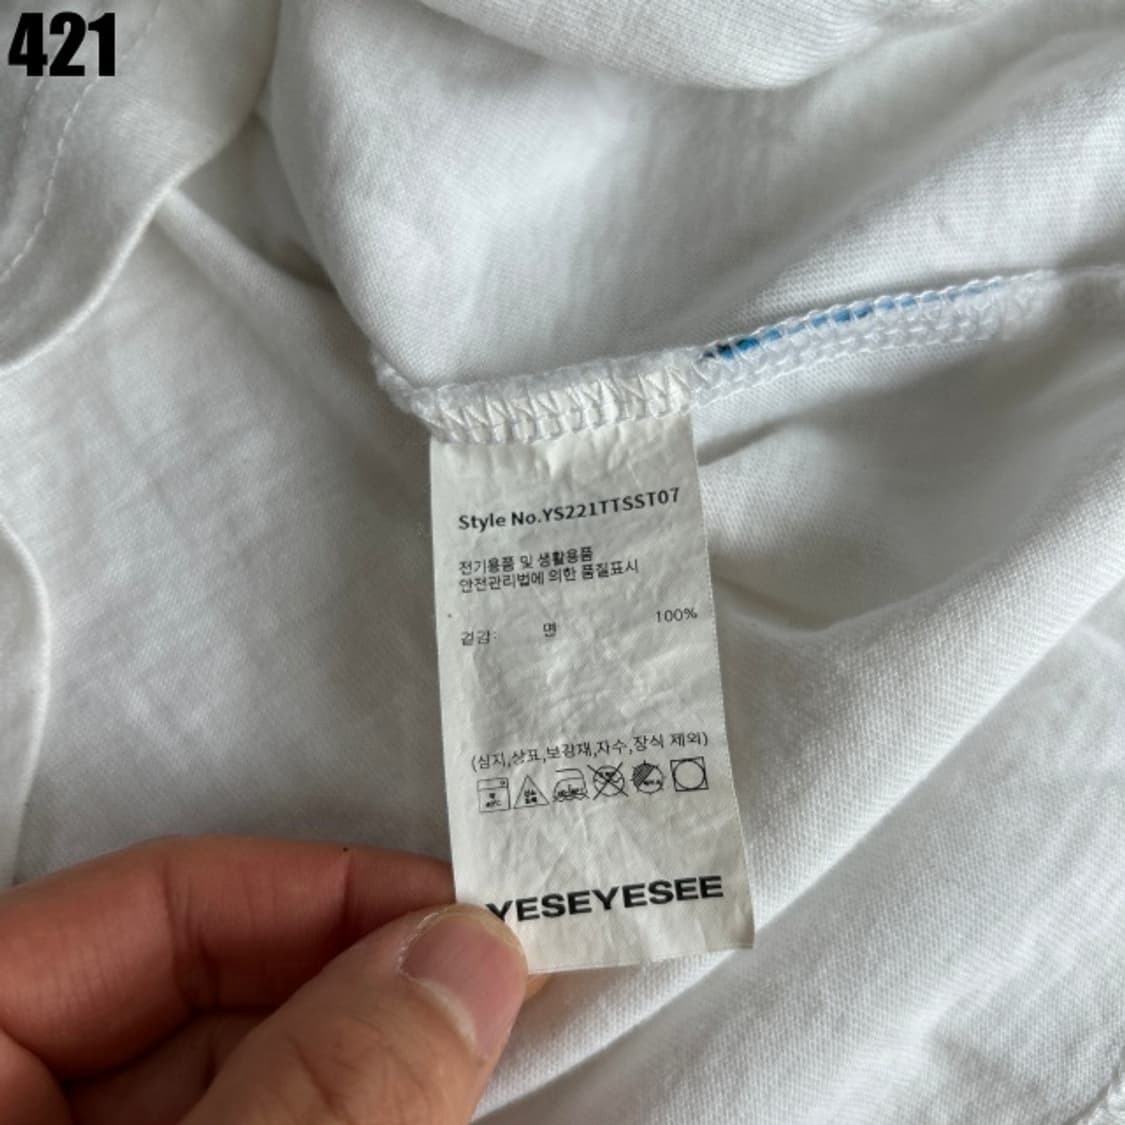 421
Style No.YS221TTSST07
전기용품 및 생활용품
안전관리법에 의한 품질표시
겉감: 면 100%
(심지,상표,보강재,자수,장식 제외)
YESEYESEE